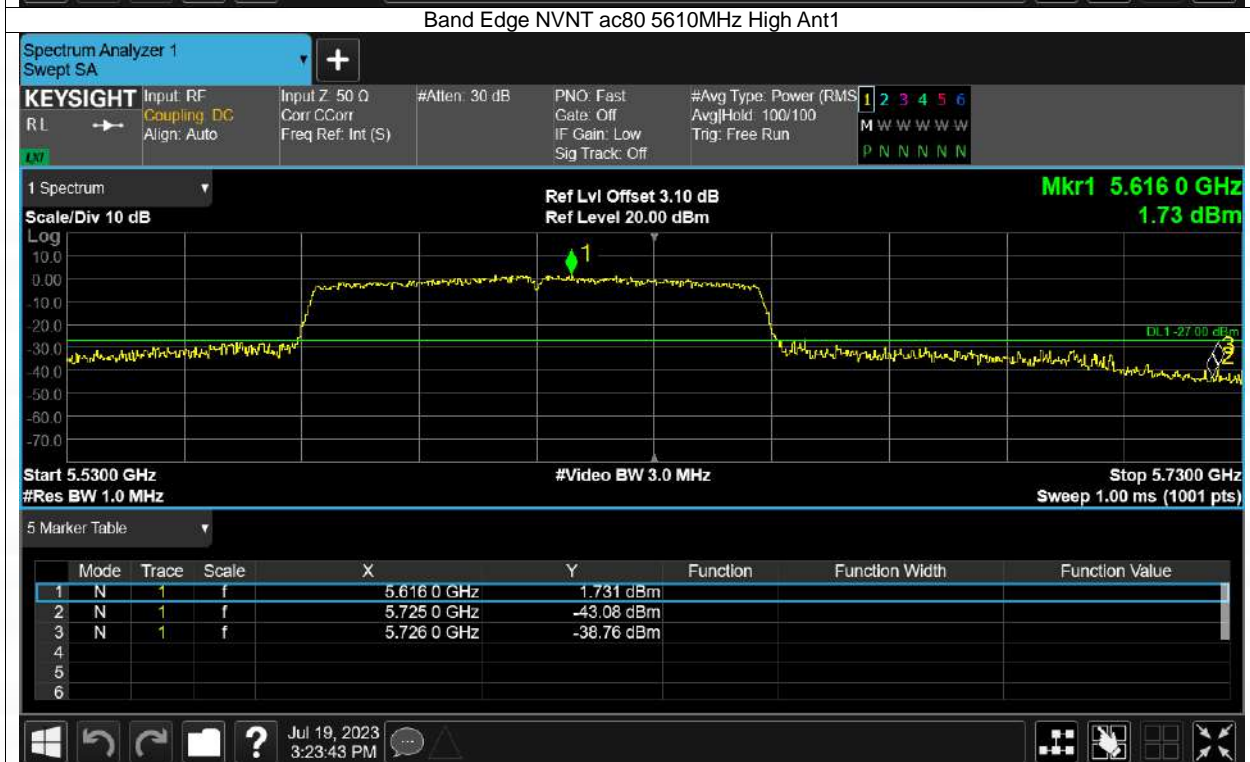 Band Edge NVNT ac80 5610MHz High Ant1
Spectrum Analyzer 1
Swept SA
+
KEYSIGHT Input: RF Input Z: 50 Ω #Atten: 30 dB PNO: Fast #Avg Type: Power (RMS 1 2 3 4 5 6
RL Coupling: DC Corr CCorr Gate: Off Avg|Hold: 100/100 M W W W W W
Align: Auto Freq Ref: Int (S) IF Gain: Low Trig: Free Run
LXI Sig Track: Off P N N N N N
1 Spectrum Ref Lvl Offset 3.10 dB Mkr1 5.616 0 GHz
Scale/Div 10 dB Ref Level 20.00 dBm 1.73 dBm
Log
1
10.0
0.00
-10.0
-20.0
DL1 -27.00 dBm
-30.0
3
2
-40.0
-50.0
-60.0
-70.0
Start 5.5300 GHz #Video BW 3.0 MHz Stop 5.7300 GHz
#Res BW 1.0 MHz Sweep 1.00 ms (1001 pts)
5 Marker Table
Mode Trace Scale X Y Function Function Width Function Value
1 N 1 f 5.616 0 GHz 1.731 dBm
2 N 1 f 5.725 0 GHz -43.08 dBm
3 N 1 f 5.726 0 GHz -38.76 dBm
4
5
6
? Jul 19, 2023
3:23:43 PM